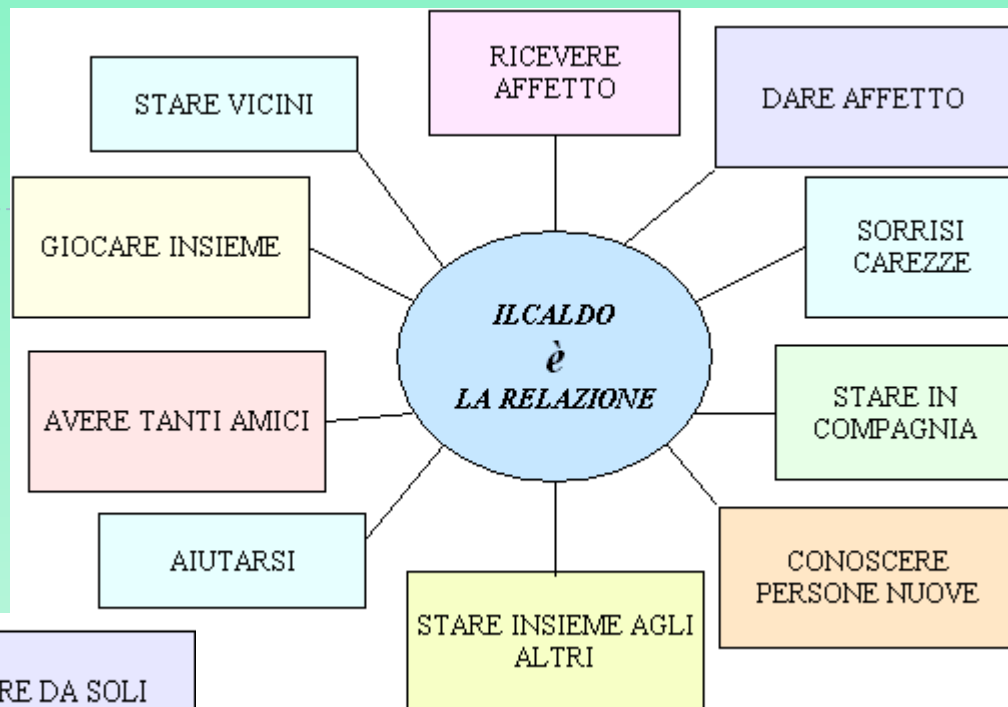 RICEVERE
AFFETTO
DARE AFFETTO
STARE VICINI
SORRISI
CAREZZE
GIOCARE INSIEME
ILCALDO
è
LA RELAZIONE
STARE IN
COMPAGNIA
AVERE TANTI AMICI
CONOSCERE
PERSONE NUOVE
AIUTARSI
STARE INSIEME AGLI
ALTRI
RE DA SOLI